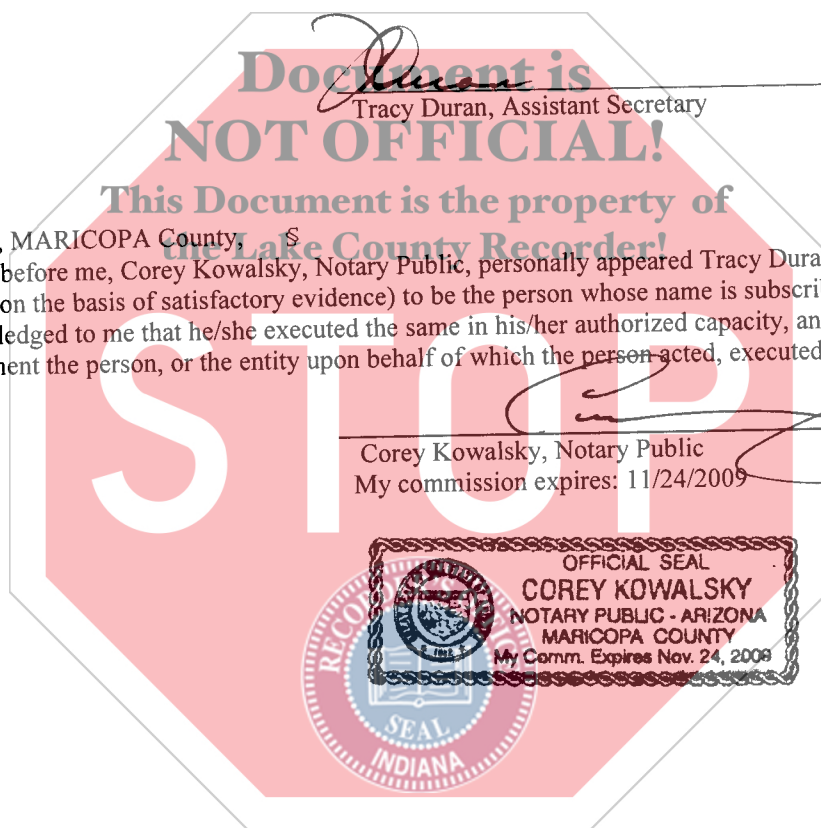 Document is
Tracy Duran, Assistant Secretary
NOT OFFICIAL!
This Document is the property of
the Lake County Recorder!
, MARICOPA County, §
before me, Corey Kowalsky, Notary Public, personally appeared Tracy Dura
on the basis of satisfactory evidence) to be the person whose name is subscri
ledged to me that he/she executed the same in his/her authorized capacity, an
nent the person, or the entity upon behalf of which the person acted, executed
STOP
Corey Kowalsky, Notary Public
My commission expires: 11/24/2009
OFFICIAL SEAL
COREY KOWALSKY
NOTARY PUBLIC - ARIZONA
MARICOPA COUNTY
My Comm. Expires Nov. 24, 2009
SEAL
INDIANA